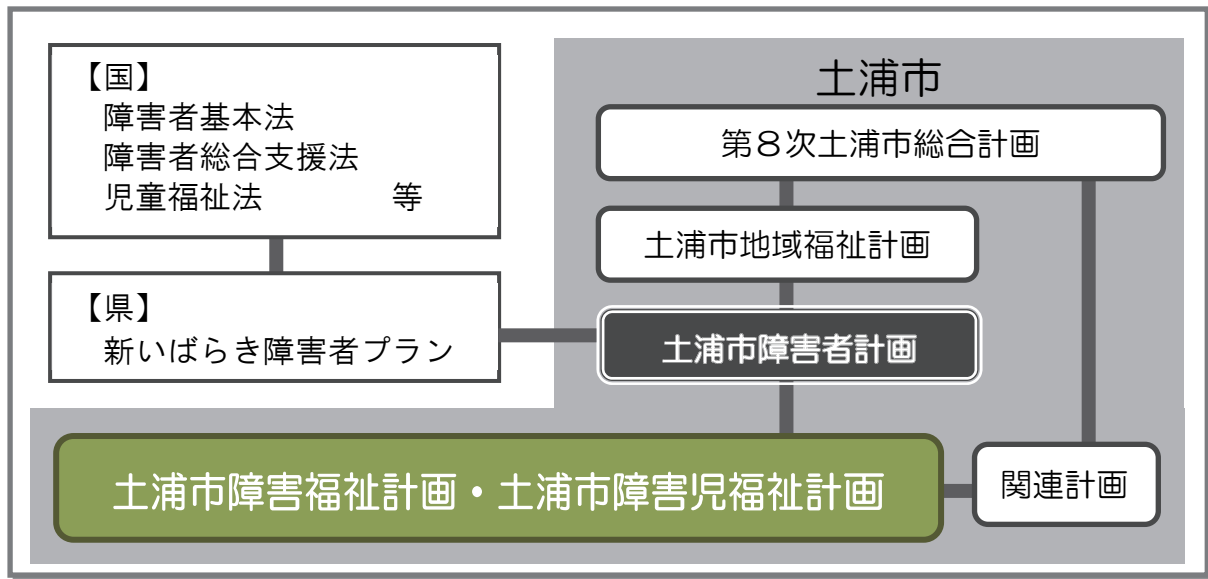 【国】
障害者基本法
障害者総合支援法
児童福祉法　　　　等
【県】
新いばらき障害者プラン
土浦市
第８次土浦市総合計画
土浦市地域福祉計画
土浦市障害者計画
土浦市障害福祉計画・土浦市障害児福祉計画
関連計画